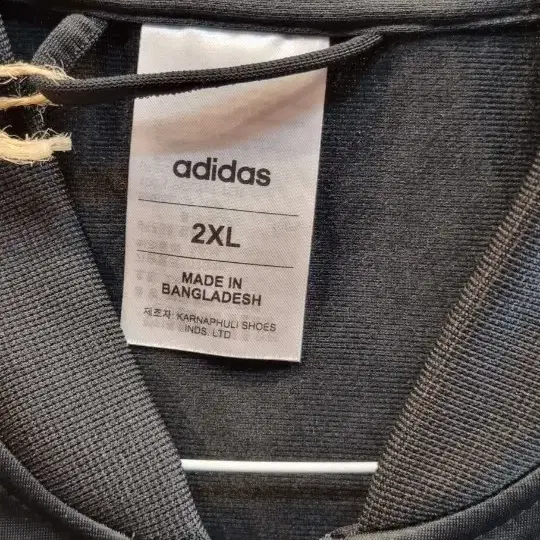 adidas
2XL
MADE IN
BANGLADESH
제조자: KARNAPHULI SHOES
INDS. LTD